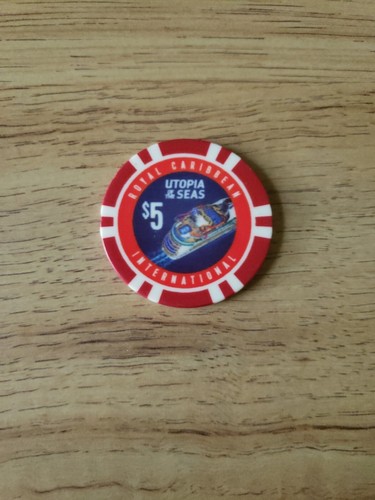 ROYAL CARIBBEAN
UTOPIA
OF THE SEAS
$5
INTERNATIONAL